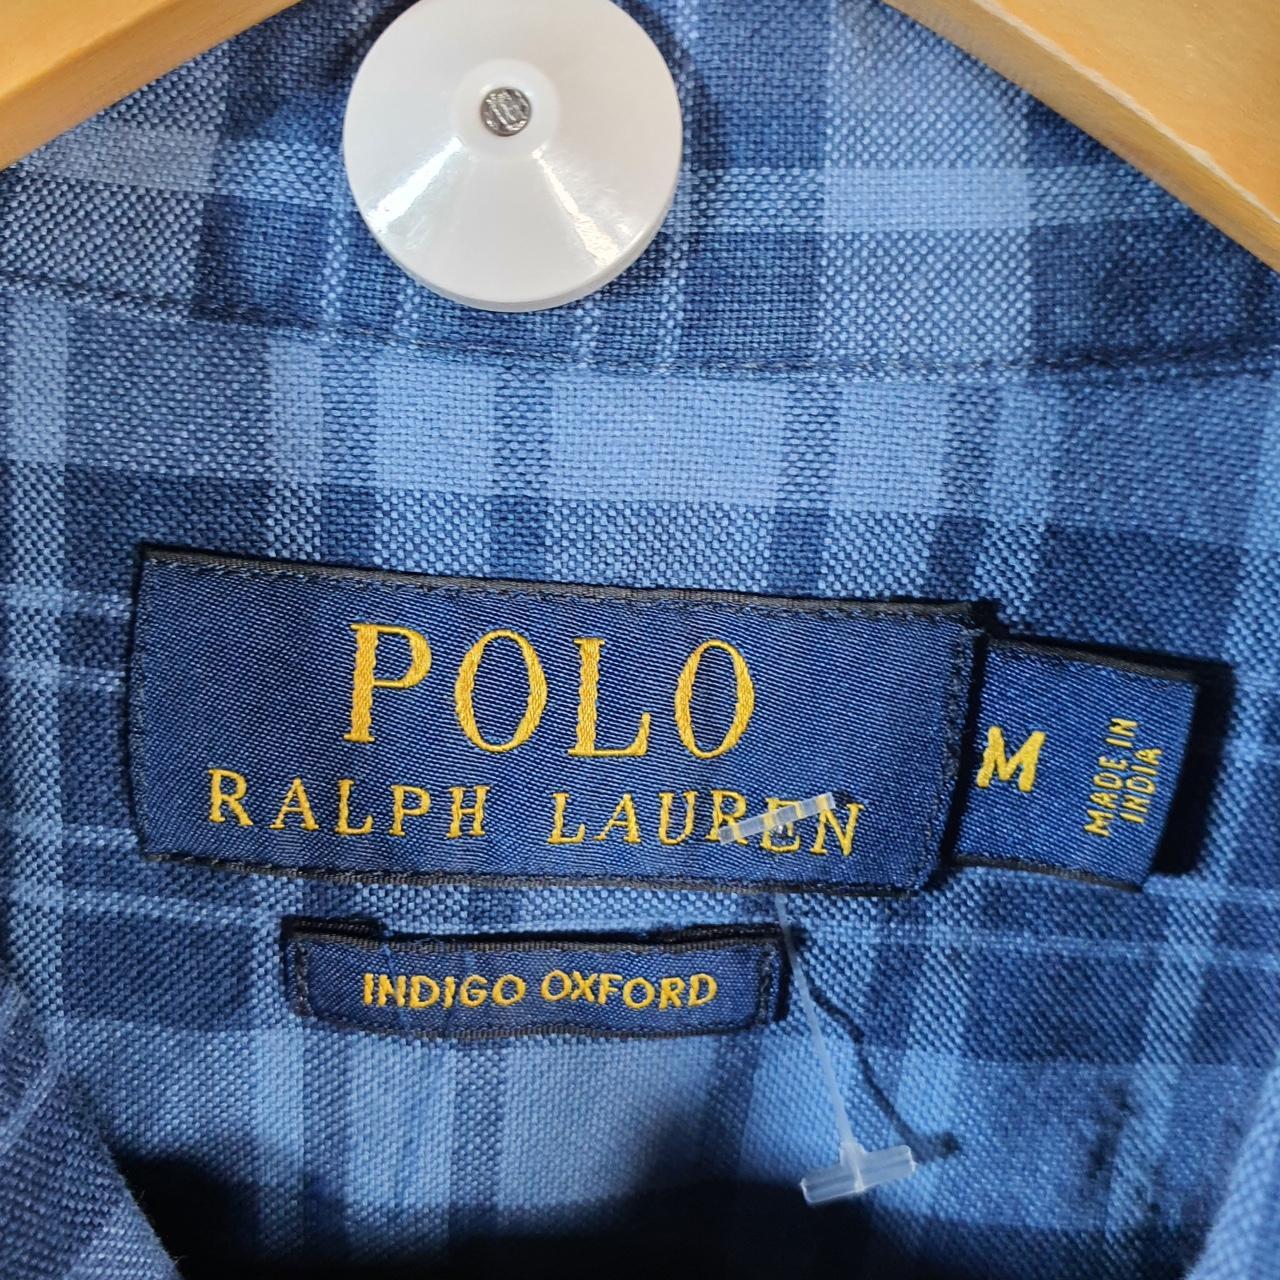 POLO
RALPH LAUREN
M
MADE IN
INDIA
INDIGO OXFORD